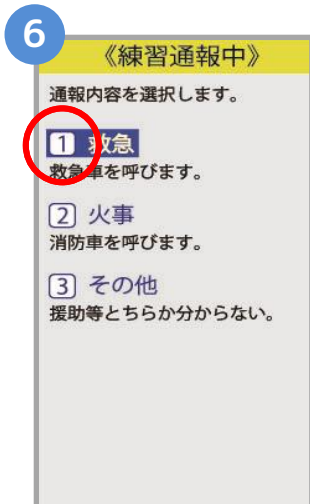 6
《練習通報中》
通報内容を選択します。
1 救急
救急車を呼びます。
2 火事
消防車を呼びます。
3 その他
援助等とちらか分からない。